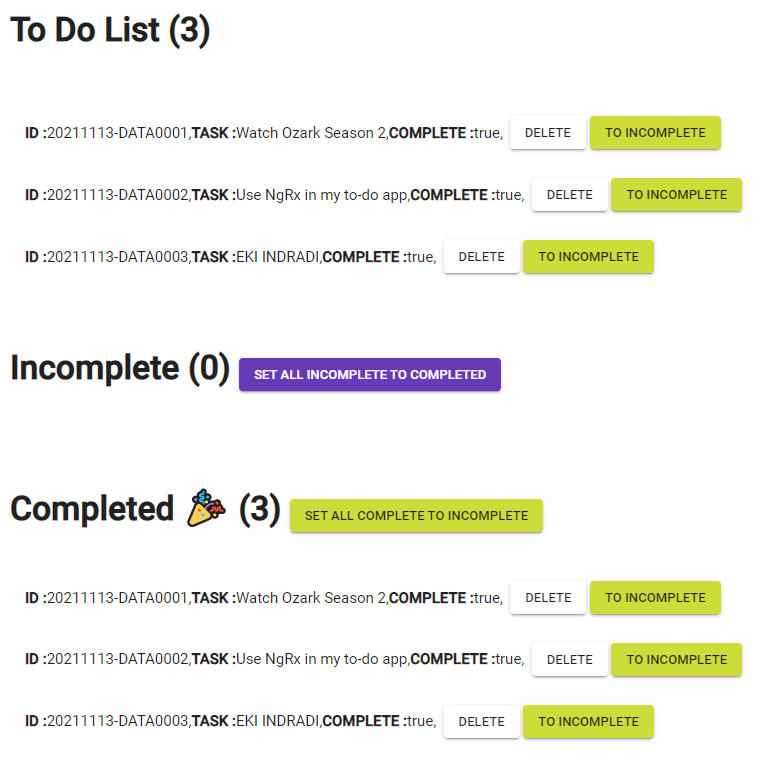 To Do List (3)
ID :20211113-DATA0001,TASK :Watch Ozark Season 2,COMPLETE :true, DELETE TO INCOMPLETE
ID :20211113-DATA0002,TASK :Use NgRx in my to-do app,COMPLETE :true, DELETE TO INCOMPLETE
ID :20211113-DATA0003,TASK :EKI INDRADI,COMPLETE :true, DELETE TO INCOMPLETE
Incomplete (0) SET ALL INCOMPLETE TO COMPLETED
Completed 🎉 (3) SET ALL COMPLETE TO INCOMPLETE
ID :20211113-DATA0001,TASK :Watch Ozark Season 2,COMPLETE :true, DELETE TO INCOMPLETE
ID :20211113-DATA0002,TASK :Use NgRx in my to-do app,COMPLETE :true, DELETE TO INCOMPLETE
ID :20211113-DATA0003,TASK :EKI INDRADI,COMPLETE :true, DELETE TO INCOMPLETE